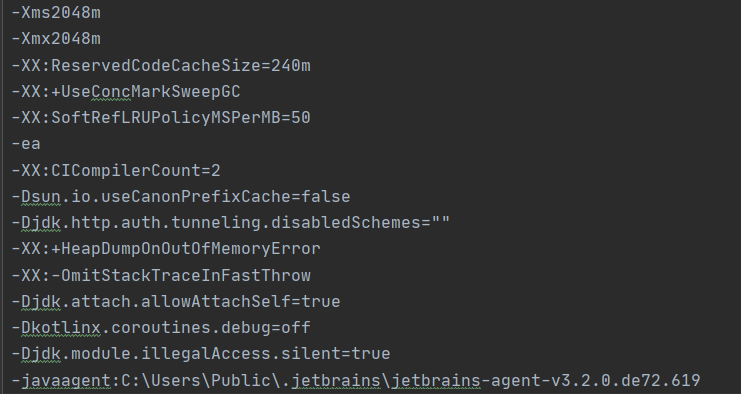 -Xms2048m
-Xmx2048m
-XX:ReservedCodeCacheSize=240m
-XX:+UseConcMarkSweepGC
-XX:SoftRefLRUPolicyMSPerMB=50
-ea
-XX:CICompilerCount=2
-Dsun.io.useCanonPrefixCache=false
-Djdk.http.auth.tunneling.disabledSchemes=""
-XX:+HeapDumpOnOutOfMemoryError
-XX:-OmitStackTraceInFastThrow
-Djdk.attach.allowAttachSelf=true
-Dkotlinx.coroutines.debug=off
-Djdk.module.illegalAccess.silent=true
-javaagent:C:\Users\Public\.jetbrains\jetbrains-agent-v3.2.0.de72.619